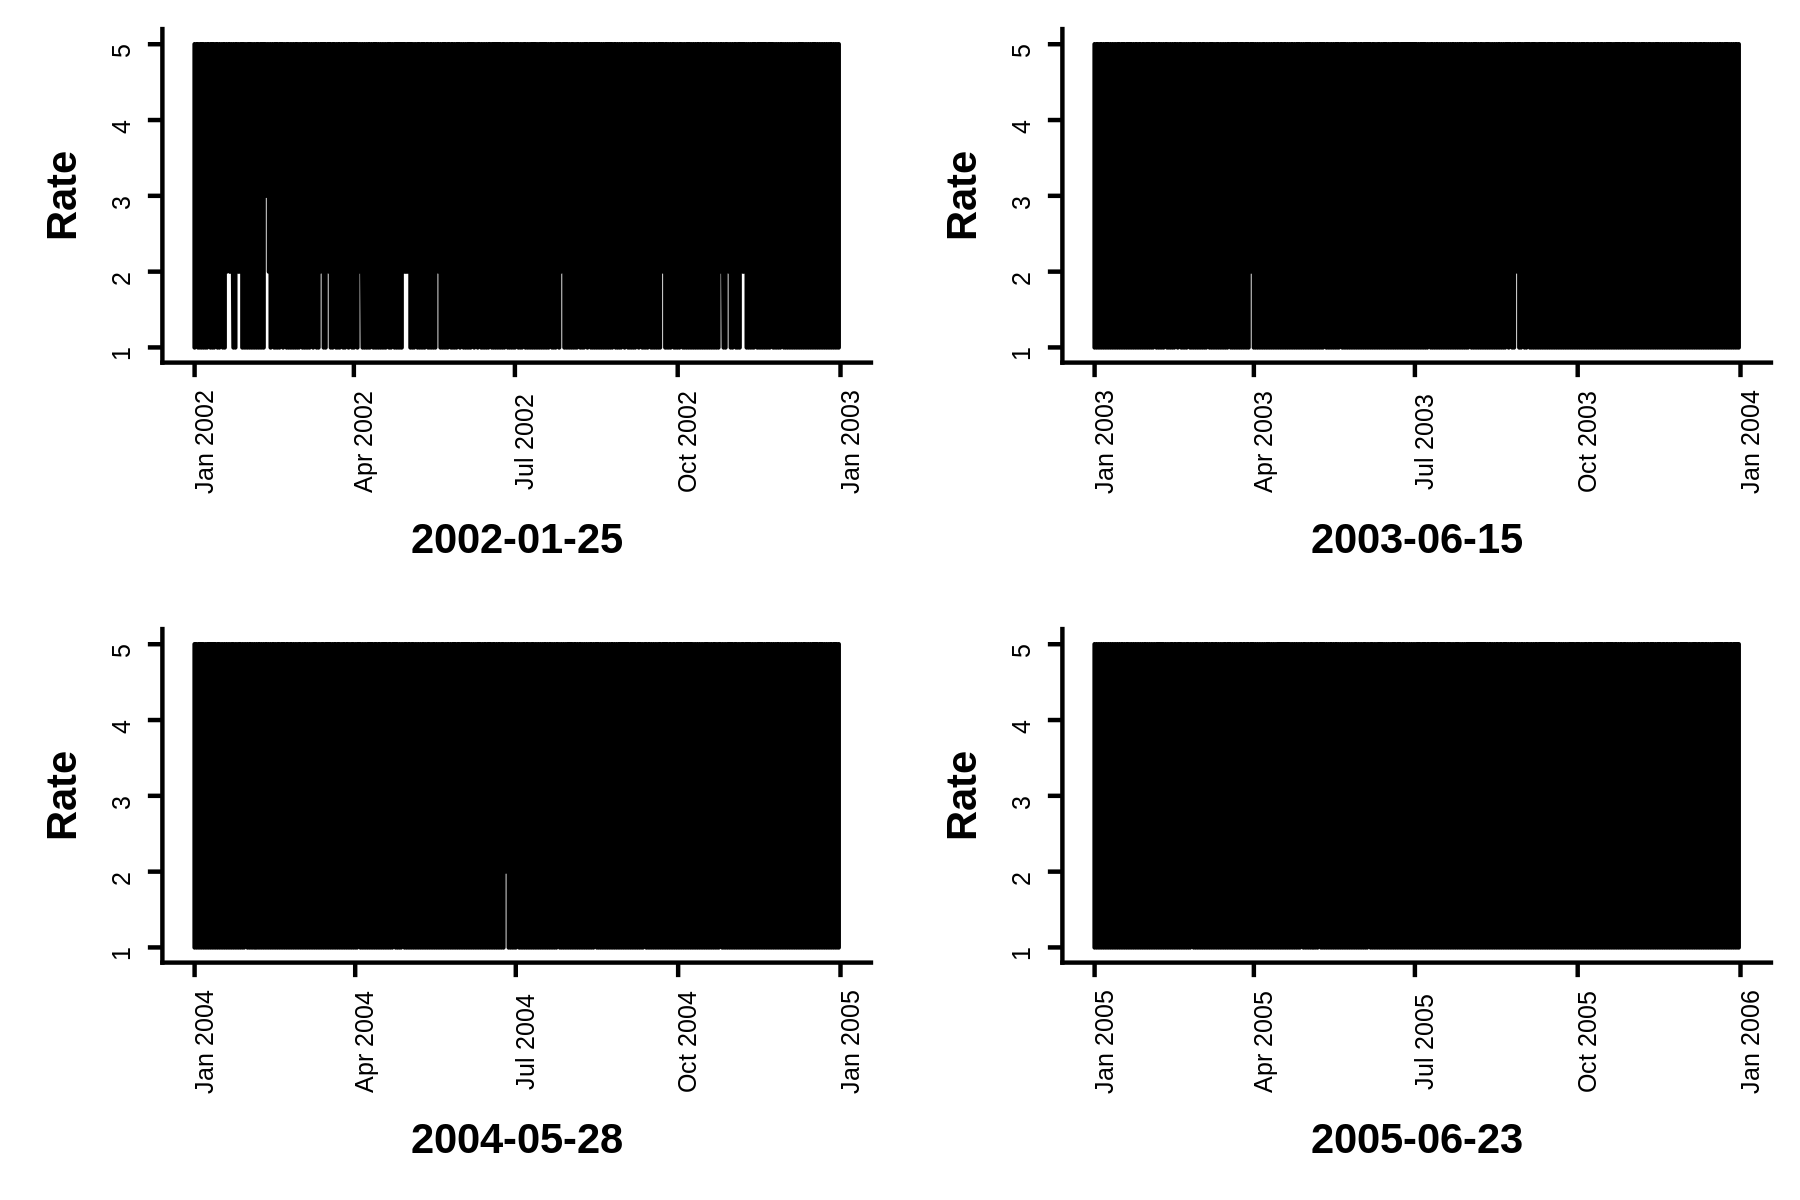 Rate
5
4
3
2
1
Jan 2002
Apr 2002
Jul 2002
Oct 2002
Jan 2003
2002-01-25
Rate
5
4
3
2
1
Jan 2003
Apr 2003
Jul 2003
Oct 2003
Jan 2004
2003-06-15
Rate
5
4
3
2
1
Jan 2004
Apr 2004
Jul 2004
Oct 2004
Jan 2005
2004-05-28
Rate
5
4
3
2
1
Jan 2005
Apr 2005
Jul 2005
Oct 2005
Jan 2006
2005-06-23